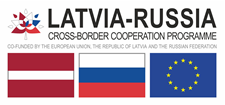 LATVIA-RUSSIA
CROSS-BORDER COOPERATION PROGRAMME
CO-FUNDED BY THE EUROPEAN UNION, THE REPUBLIC OF LATVIA AND THE RUSSIAN FEDERATION